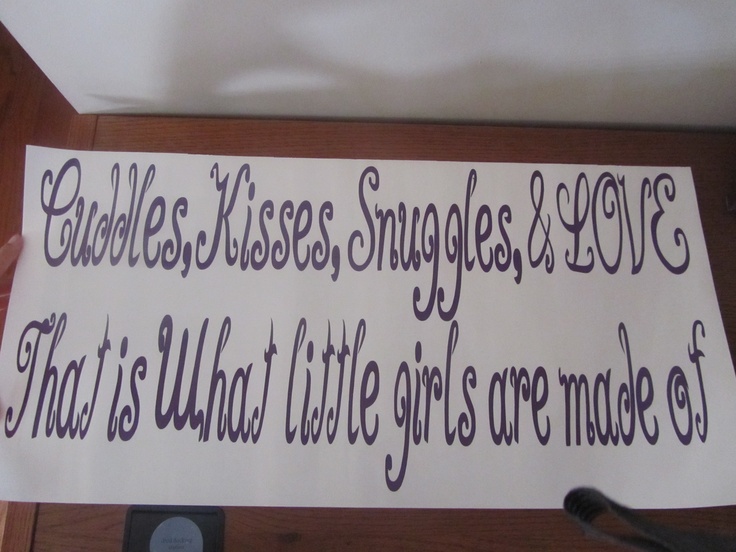 Cuddles, Kisses, Snuggles, & LOVE
That is What little girls are made of